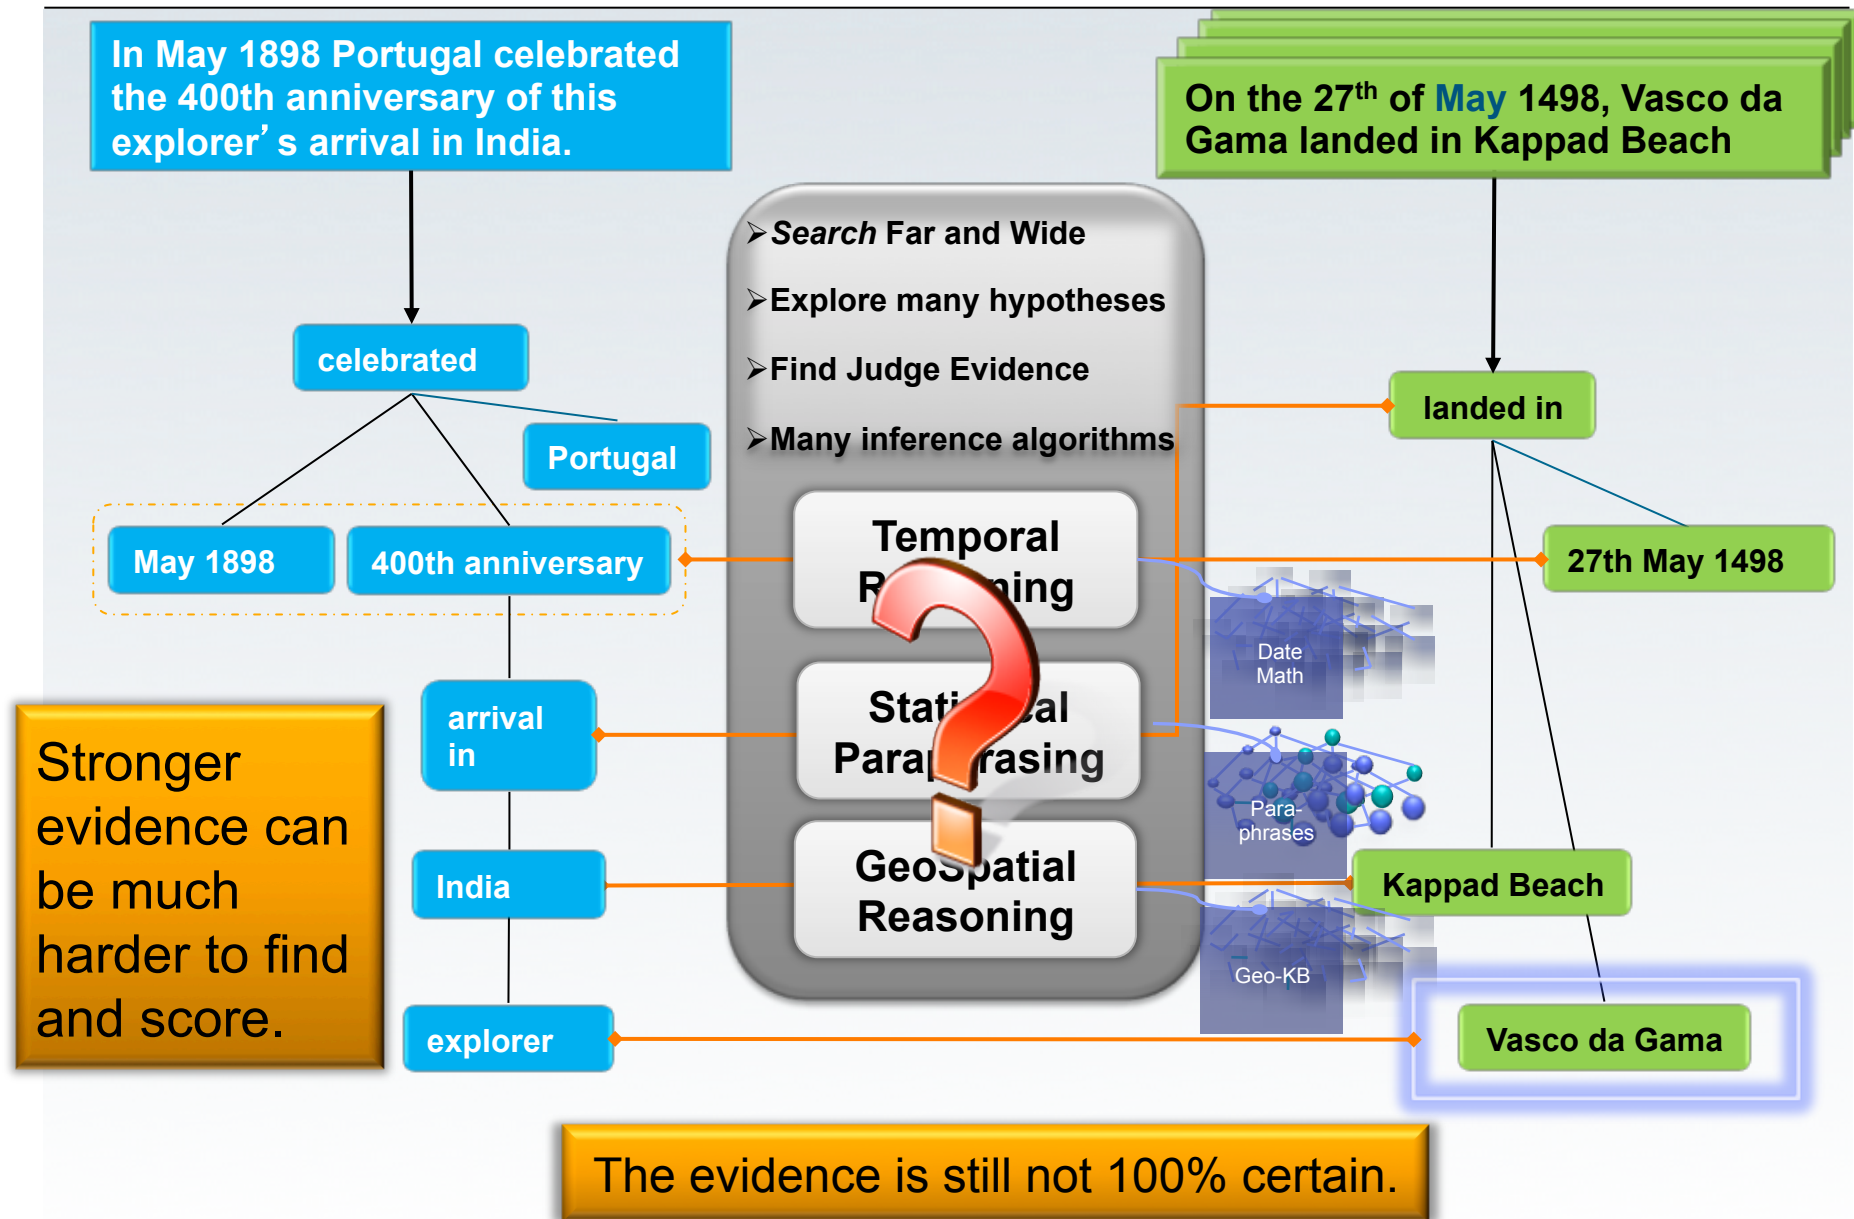 In May 1898 Portugal celebrated
the 400th anniversary of this
explorer’s arrival in India.
On the 27th of May 1498, Vasco da
Gama landed in Kappad Beach
➢Search Far and Wide
➢Explore many hypotheses
➢Find Judge Evidence
➢Many inference algorithms
celebrated
Portugal
landed in
May 1898
400th anniversary
Temporal
27th May 1498
Date
Math
arrival
in
Stronger
evidence can
be much
harder to find
and score.
Para-
phrases
India
GeoSpatial
Reasoning
Kappad Beach
Geo-KB
explorer
Vasco da Gama
The evidence is still not 100% certain.